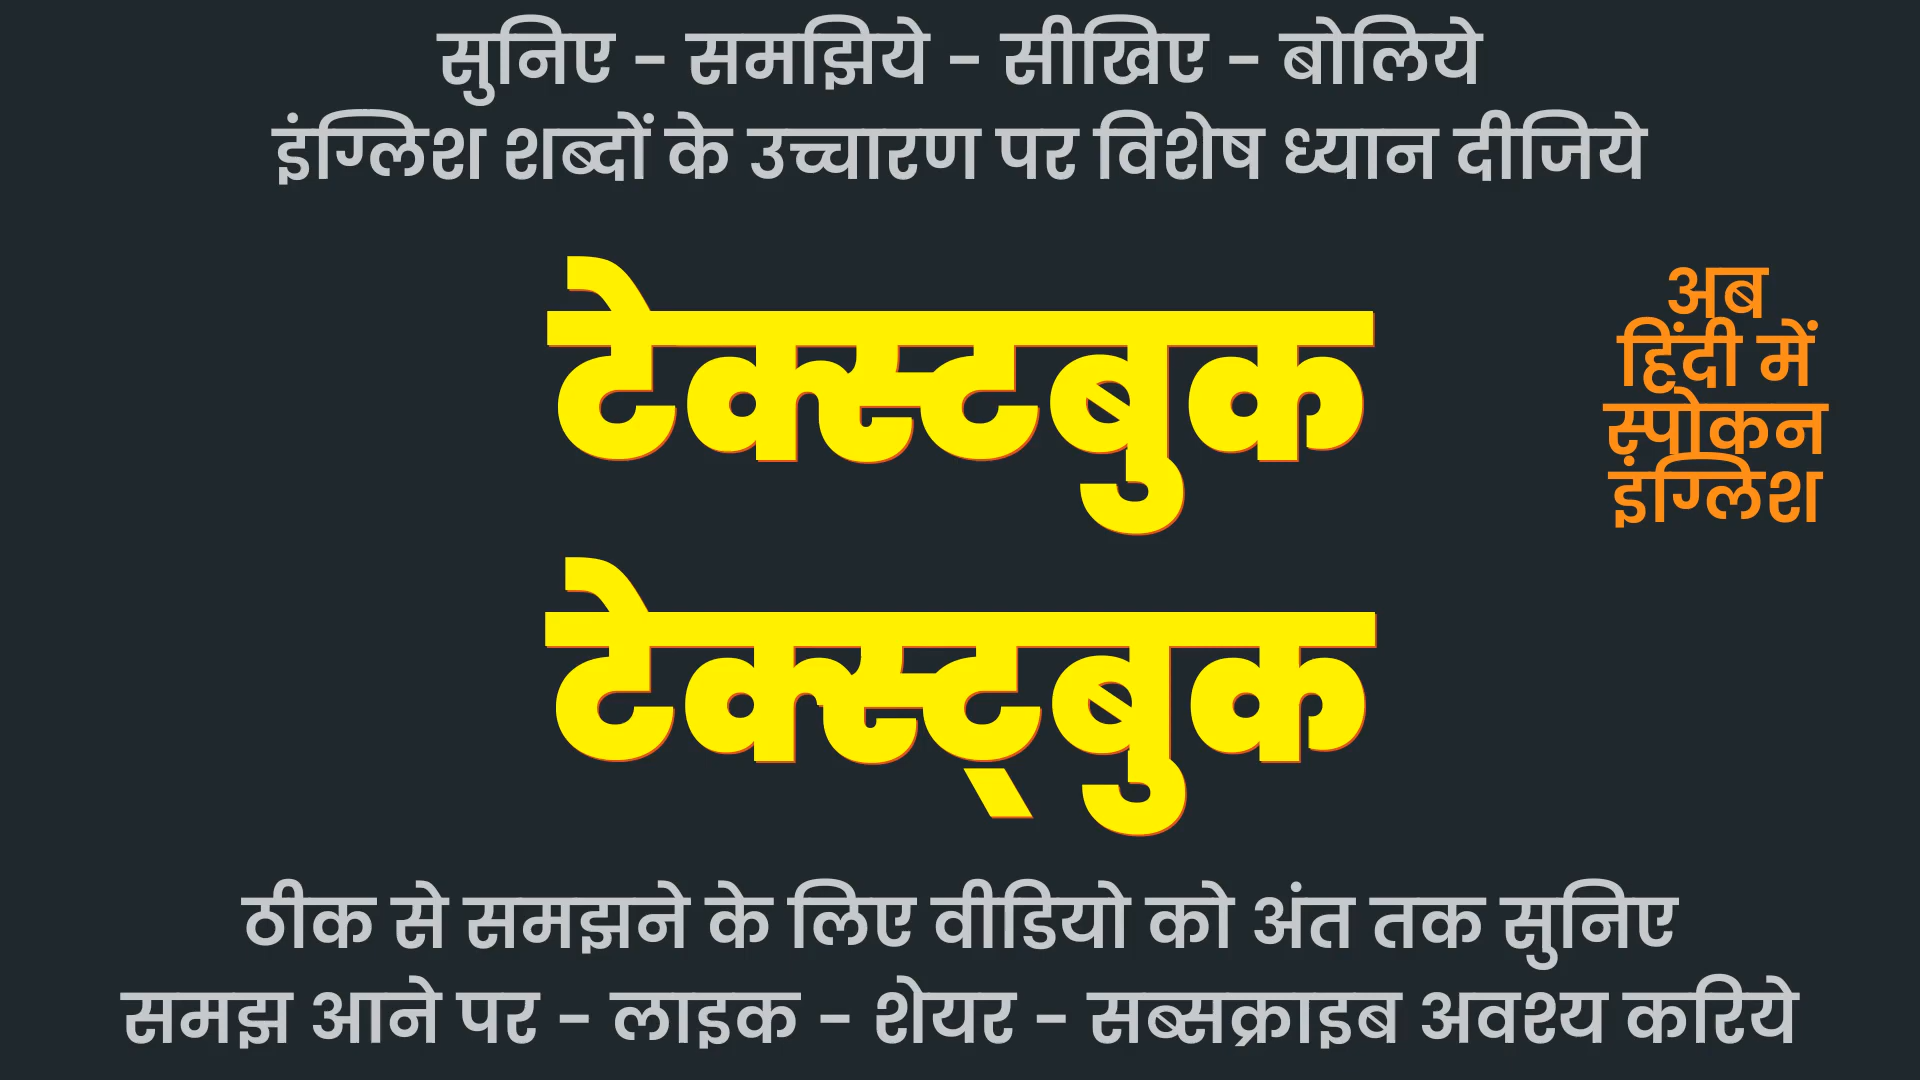 सुनिए - समझिये - सीखिए - बोलिये
इंग्लिश शब्दों के उच्चारण पर विशेष ध्यान दीजिये
टेक्स्टबुक
अब
हिंदी में
स्पोकन
इंग्लिश
टेक्स्ट्बुक
ठीक से समझने के लिए वीडियो को अंत तक सुनिए
समझ आने पर - लाइक - शेयर - सब्सक्राइब अवश्य करिये